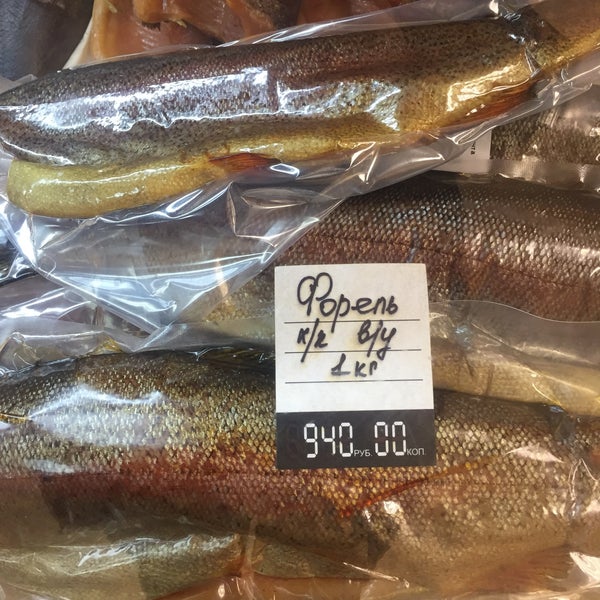 Форель
к/я в/у
1 кг
940 РУБ. 00 КОП.